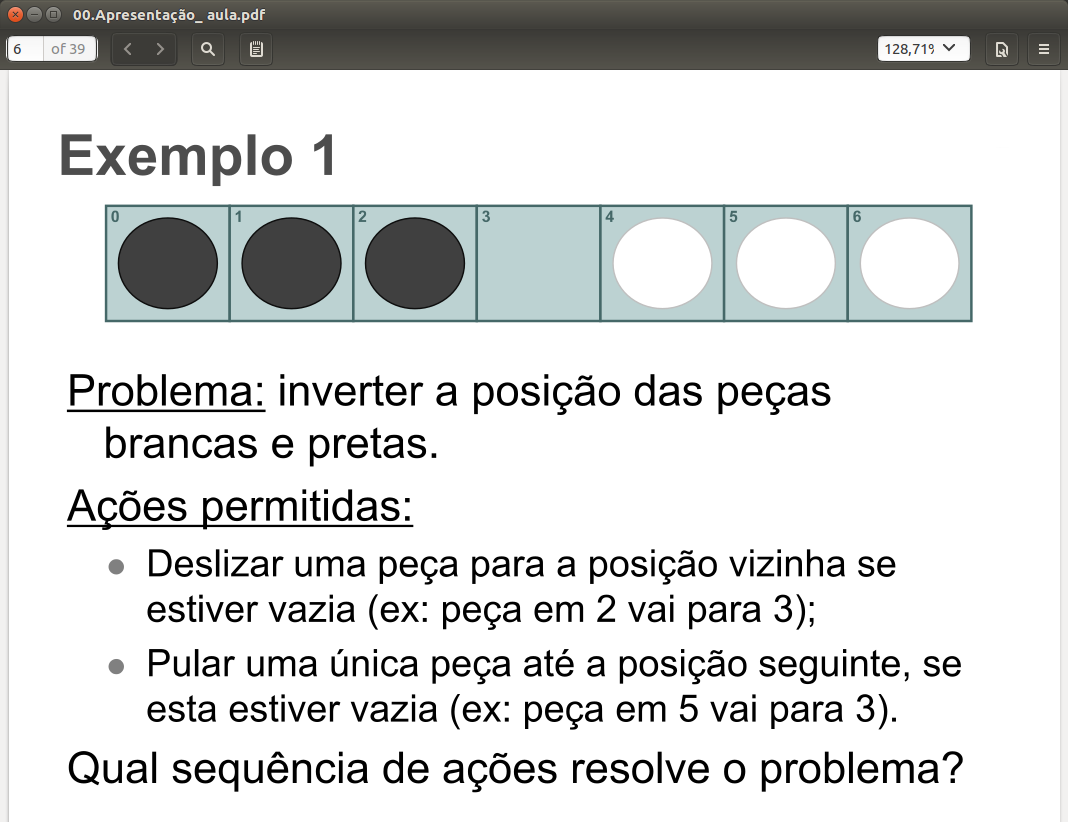 00.Apresentação_ aula.pdf
6 of 39 128,71%
Exemplo 1
0 1 2 3 4 5 6
Problema: inverter a posição das peças
brancas e pretas.
Ações permitidas:
● Deslizar uma peça para a posição vizinha se
estiver vazia (ex: peça em 2 vai para 3);
● Pular uma única peça até a posição seguinte, se
esta estiver vazia (ex: peça em 5 vai para 3).
Qual sequência de ações resolve o problema?